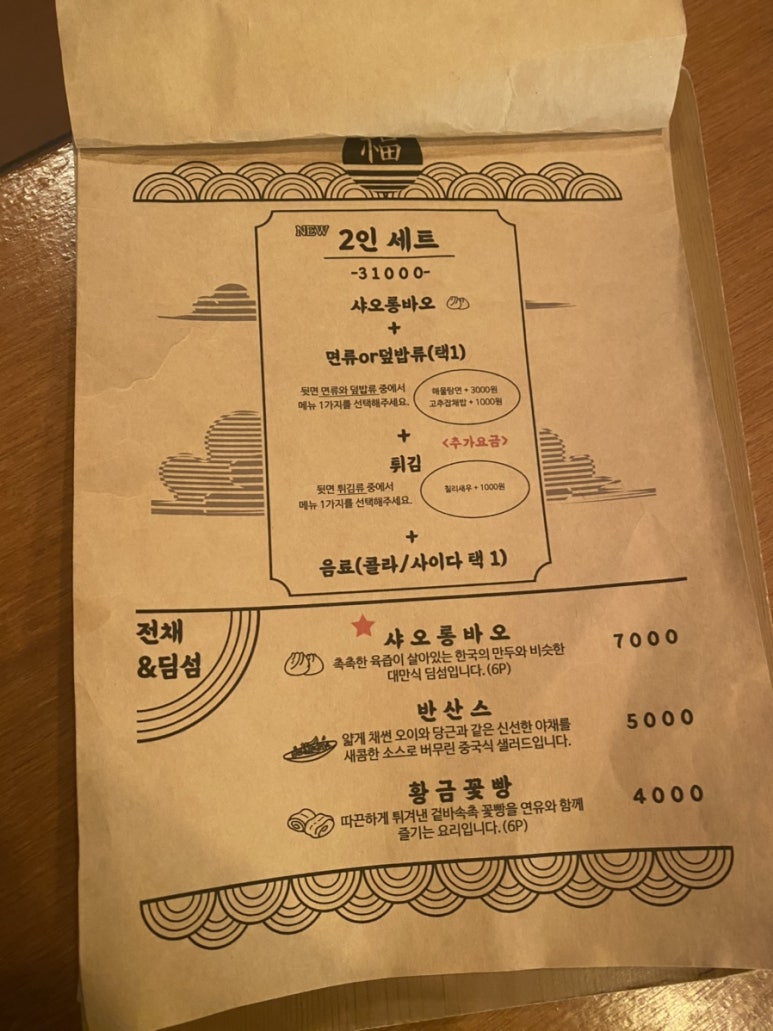 福
NEW 2인 세트
-31000-
샤오롱바오
+
면류or덮밥류(택1)
뒷면 면류와 덮밥류 중에서
메뉴 1가지를 선택해주세요.
해물탕면 + 3000원
고추잡채밥 + 1000원
+
<추가요금>
튀김
뒷면 튀김류 중에서
메뉴 1가지를 선택해주세요.
칠리새우 + 1000원
+
음료(콜라/사이다 택 1)
전채
&딤섬
샤오롱바오 7000
촉촉한 육즙이 살아있는 한국의 만두와 비슷한
대만식 딤섬입니다.(6P)
반산스 5000
얇게 채썬 오이와 당근과 같은 신선한 야채를
새콤한 소스로 버무린 중국식 샐러드입니다.
황금꽃빵 4000
따끈하게 튀겨낸 겉바속촉 꽃빵을 연유와 함께
즐기는 요리입니다.(6P)